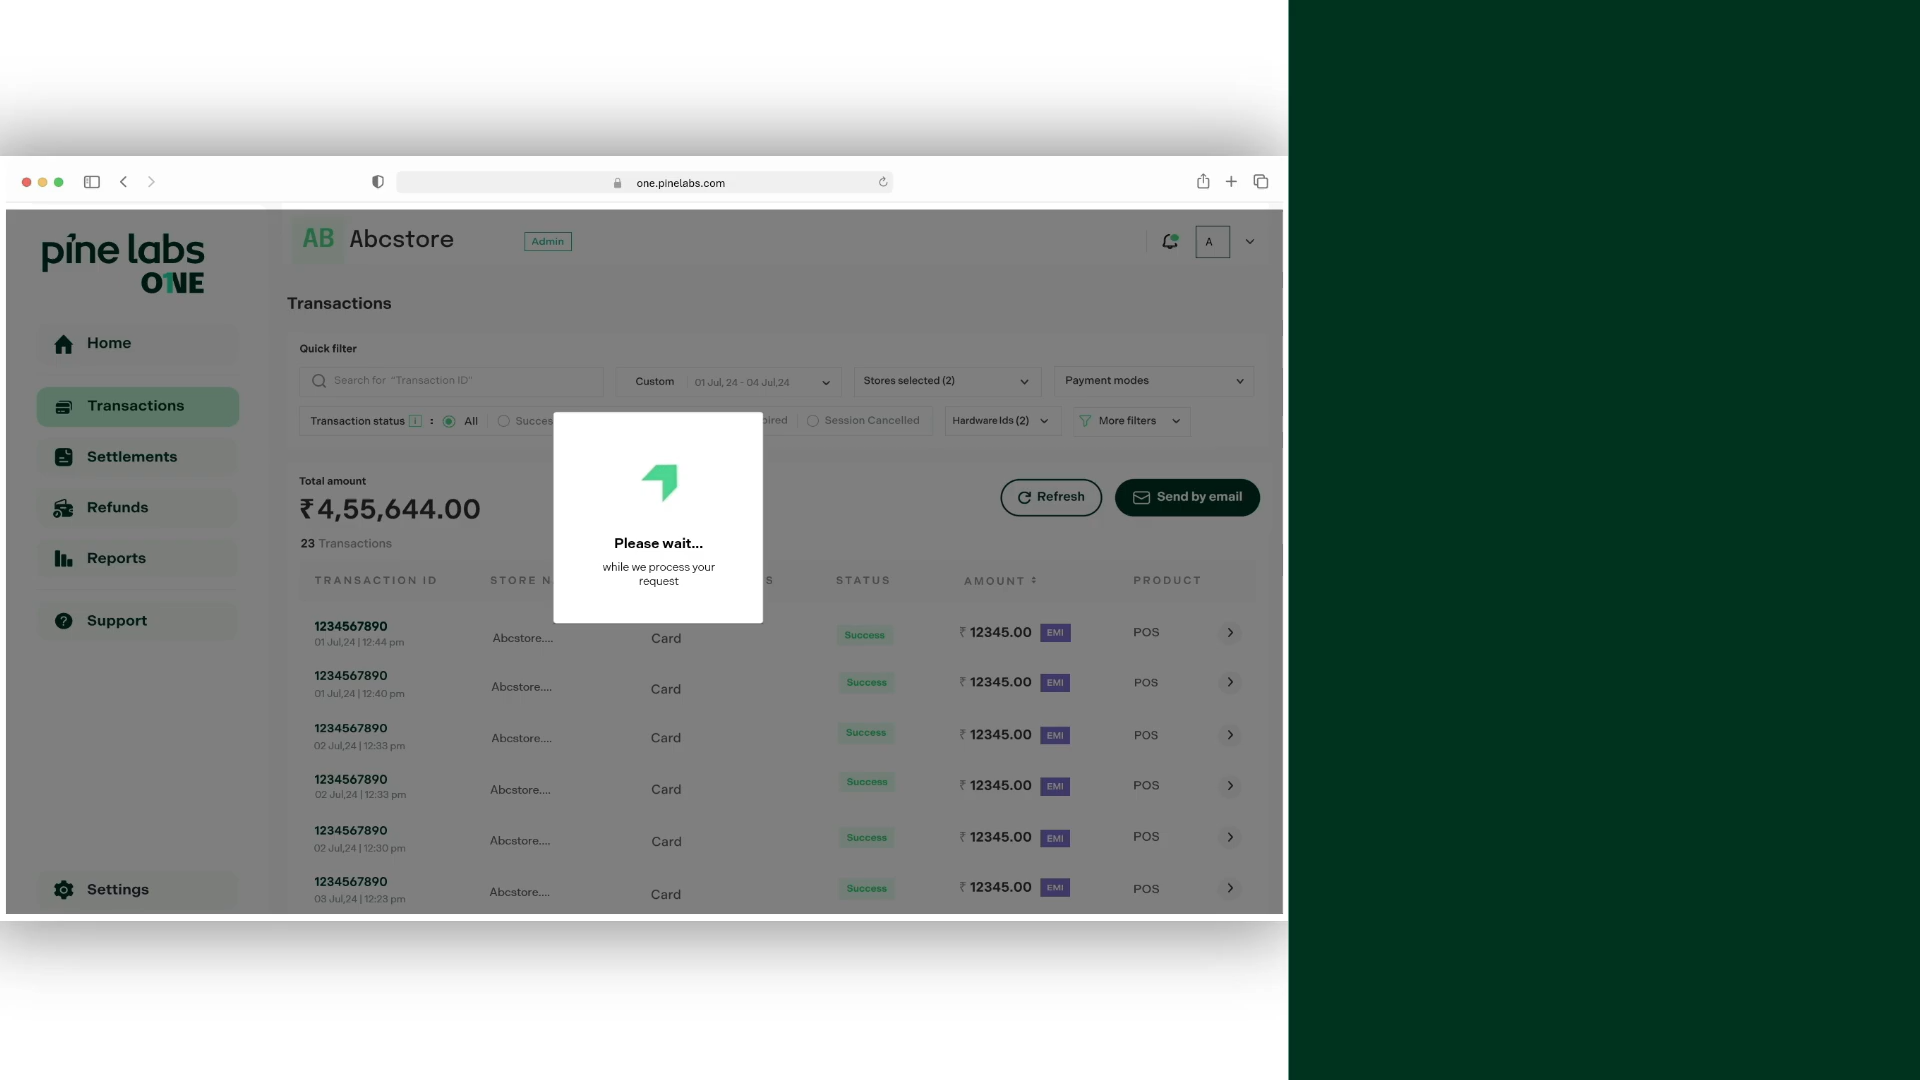 one.pinelabs.com
pine labs
ONE
AB Abcstore
Admin
A
Home
Transactions
Settlements
Refunds
Reports
? Support
Settings
Transactions
Quick filter
Search for "Transaction ID"
Custom 01 Jul, 24 - 04 Jul,24
Stores selected (2)
Payment modes
Transaction status i : All
Session Cancelled
Hardware Ids (2)
More filters
Total amount
₹4,55,644.00
23 Transactions
Refresh
Send by email
Please wait...
while we process your
request
TRANSACTION ID STORE N S STATUS AMOUNT PRODUCT
1234567890
01 Jul,24 | 12:44 pm
Abcstore.... Card Success ₹ 12345.00 EMI POS
1234567890
01 Jul,24 | 12:40 pm
Abcstore.... Card Success ₹ 12345.00 EMI POS
1234567890
02 Jul,24 | 12:33 pm
Abcstore.... Card Success ₹ 12345.00 EMI POS
1234567890
02 Jul,24 | 12:33 pm
Abcstore.... Card Success ₹ 12345.00 EMI POS
1234567890
02 Jul,24 | 12:30 pm
Abcstore.... Card Success ₹ 12345.00 EMI POS
1234567890
03 Jul,24 | 12:23 pm
Abcstore.... Card Success ₹ 12345.00 EMI POS